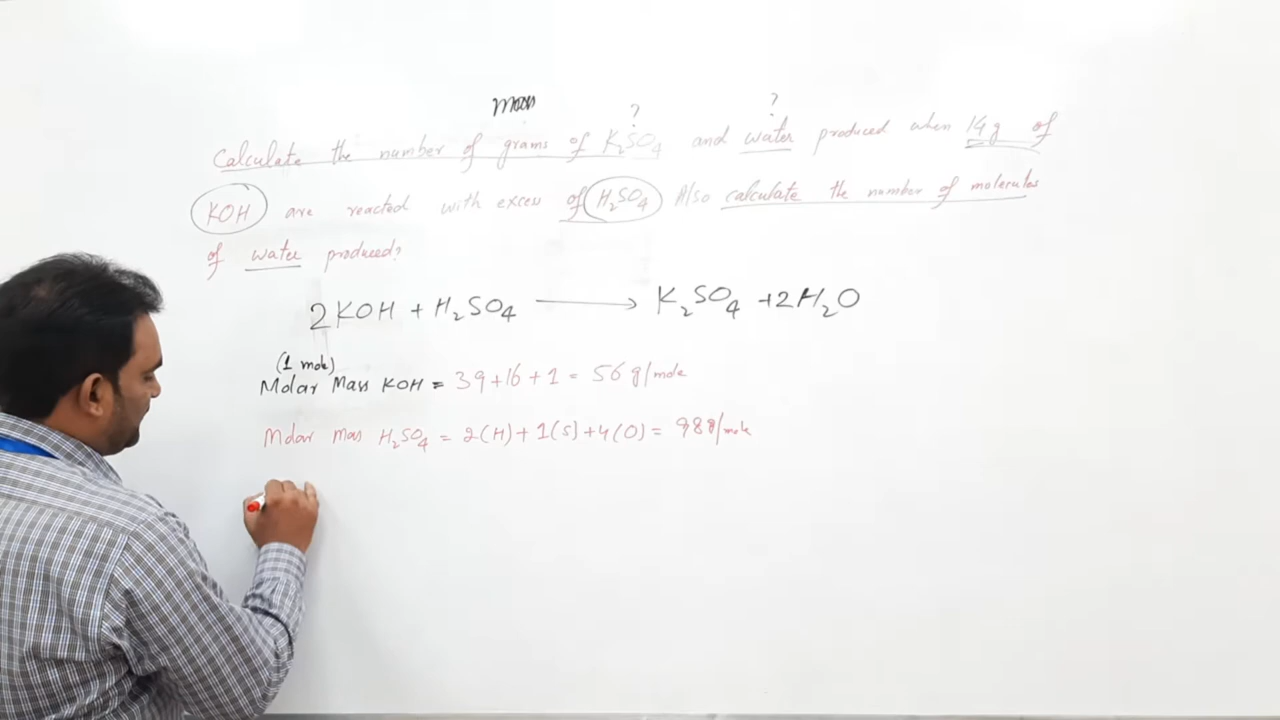 mass
? ?
Calculate the number of grams of K₂SO₄ and water produced when 14g of
KOH are reacted with excess of H₂SO₄ Also calculate the number of molecules
of water produced?
2KOH + H₂SO₄ ⟶ K₂SO₄ + 2H₂O
(1 mole)
Molar Mass KOH = 39+16+1 = 56 g/mole
Molar mass H₂SO₄ = 2(H)+1(S)+4(O) = 98g/mole